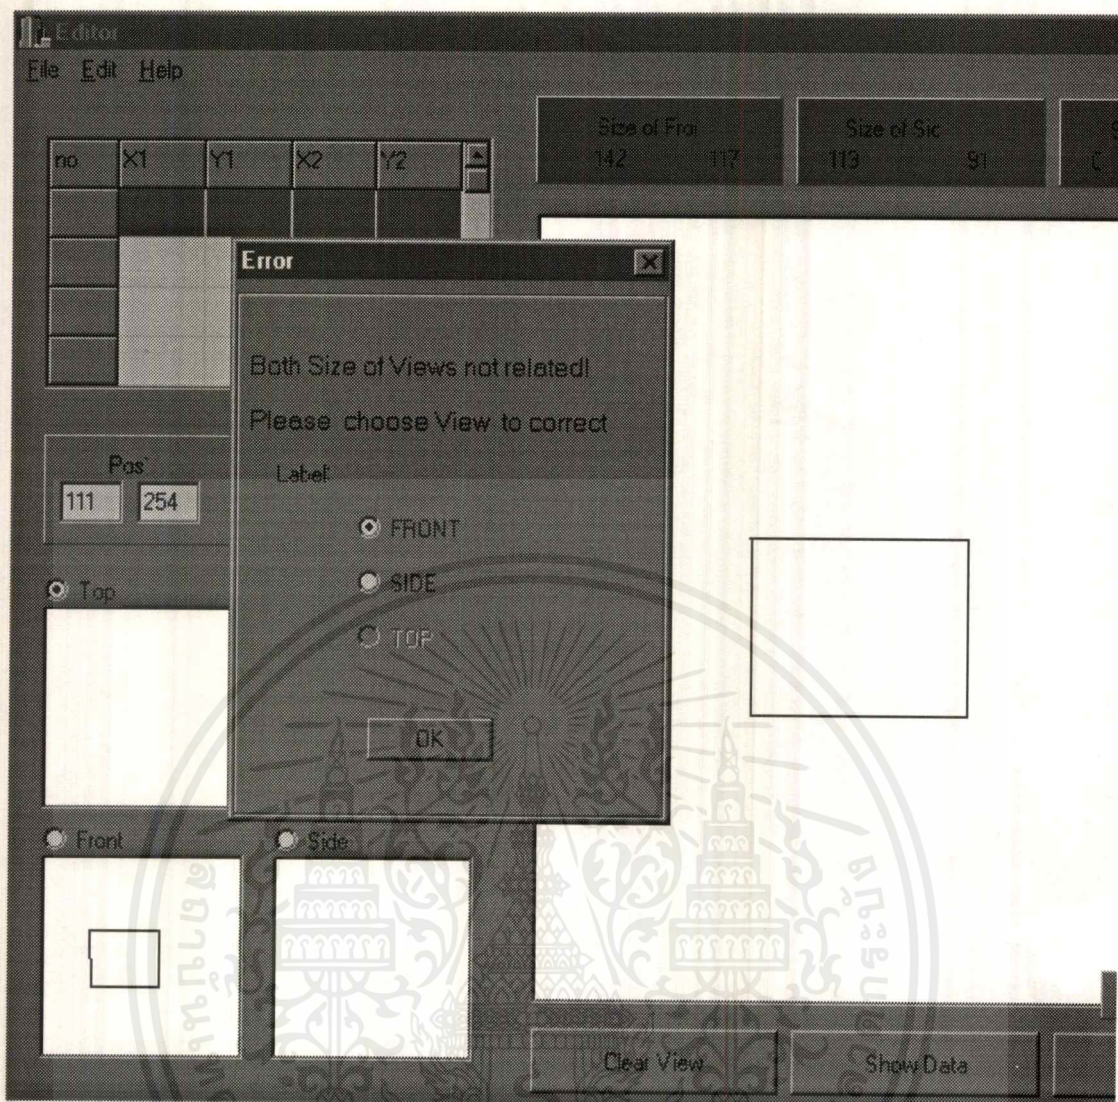 Editor
File Edit Help
Size of Fror
142 117
Size of Sic
113 91
no X1 Y1 X2 Y2
Error
Both Size of Views not related!
Please choose View to correct
Label:
FRONT
SIDE
TOP
OK
Pos'
111 254
Top
Front
Side
Clear View
Show Data